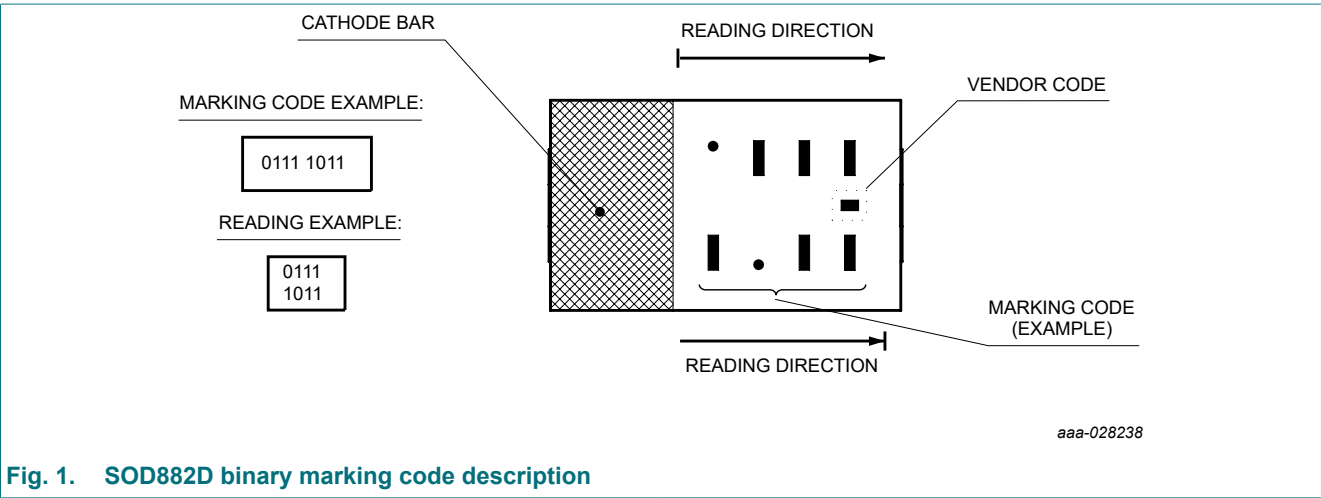 CATHODE BAR
READING DIRECTION
VENDOR CODE
MARKING CODE EXAMPLE:
0111 1011
READING EXAMPLE:
0111
1011
MARKING CODE
(EXAMPLE)
READING DIRECTION
aaa-028238
Fig. 1. SOD882D binary marking code description